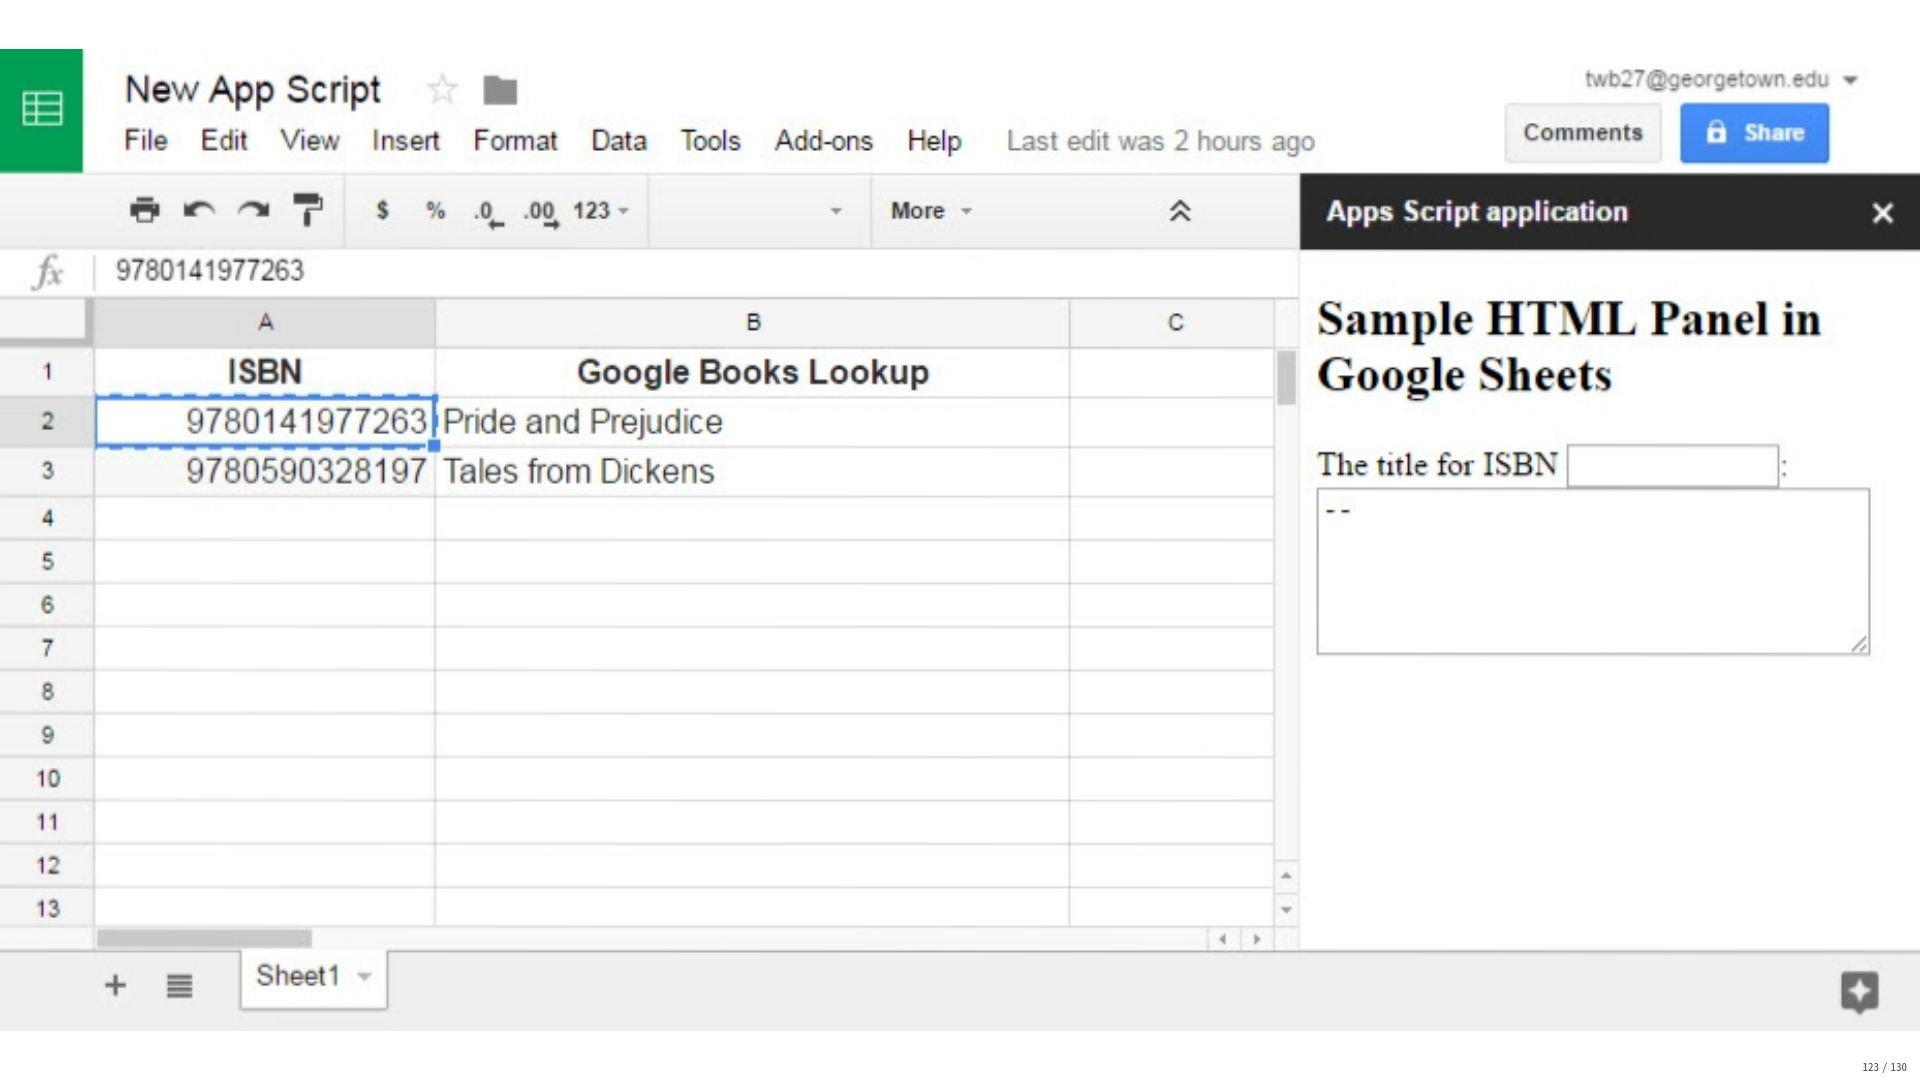 New App Script
twb27@georgetown.edu
File Edit View Insert Format Data Tools Add-ons Help Last edit was 2 hours ago
Comments Share
$ % .0 .00 123 More
Apps Script application ×
fx 9780141977263
A B C
1 ISBN Google Books Lookup
2 9780141977263 Pride and Prejudice
3 9780590328197 Tales from Dickens
4
5
6
7
8
9
10
11
12
13
Sample HTML Panel in
Google Sheets
The title for ISBN :
--
+ Sheet1
123 / 130